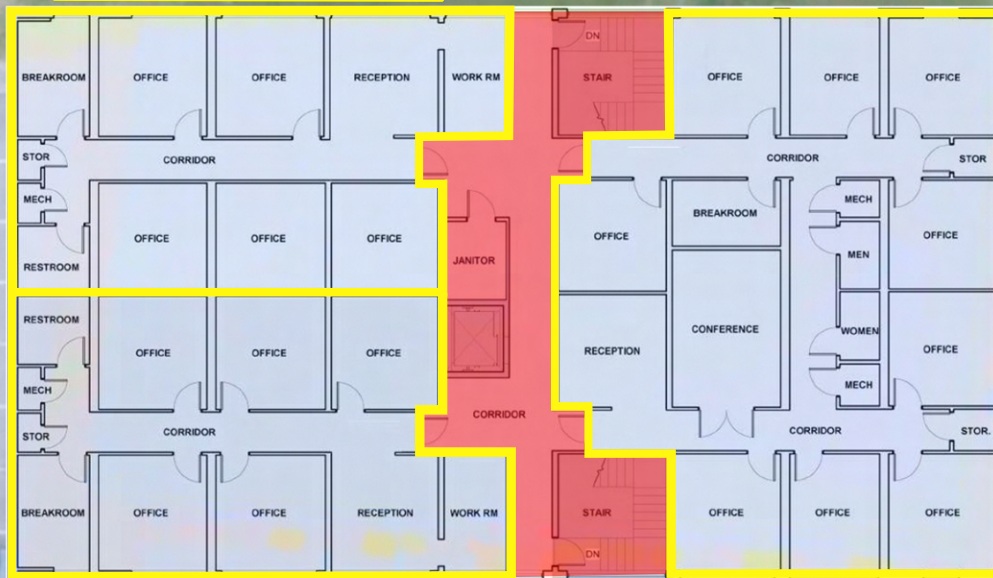 DN
BREAKROOM OFFICE OFFICE RECEPTION WORK RM STAIR OFFICE OFFICE OFFICE
STOR CORRIDOR CORRIDOR STOR
MECH MECH
BREAKROOM
OFFICE OFFICE OFFICE OFFICE OFFICE
MEN
RESTROOM JANITOR
RESTROOM
CONFERENCE WOMEN
OFFICE OFFICE OFFICE RECEPTION OFFICE
MECH MECH
CORRIDOR
STOR CORRIDOR CORRIDOR STOR.
BREAKROOM OFFICE OFFICE RECEPTION WORK RM STAIR OFFICE OFFICE OFFICE
DN